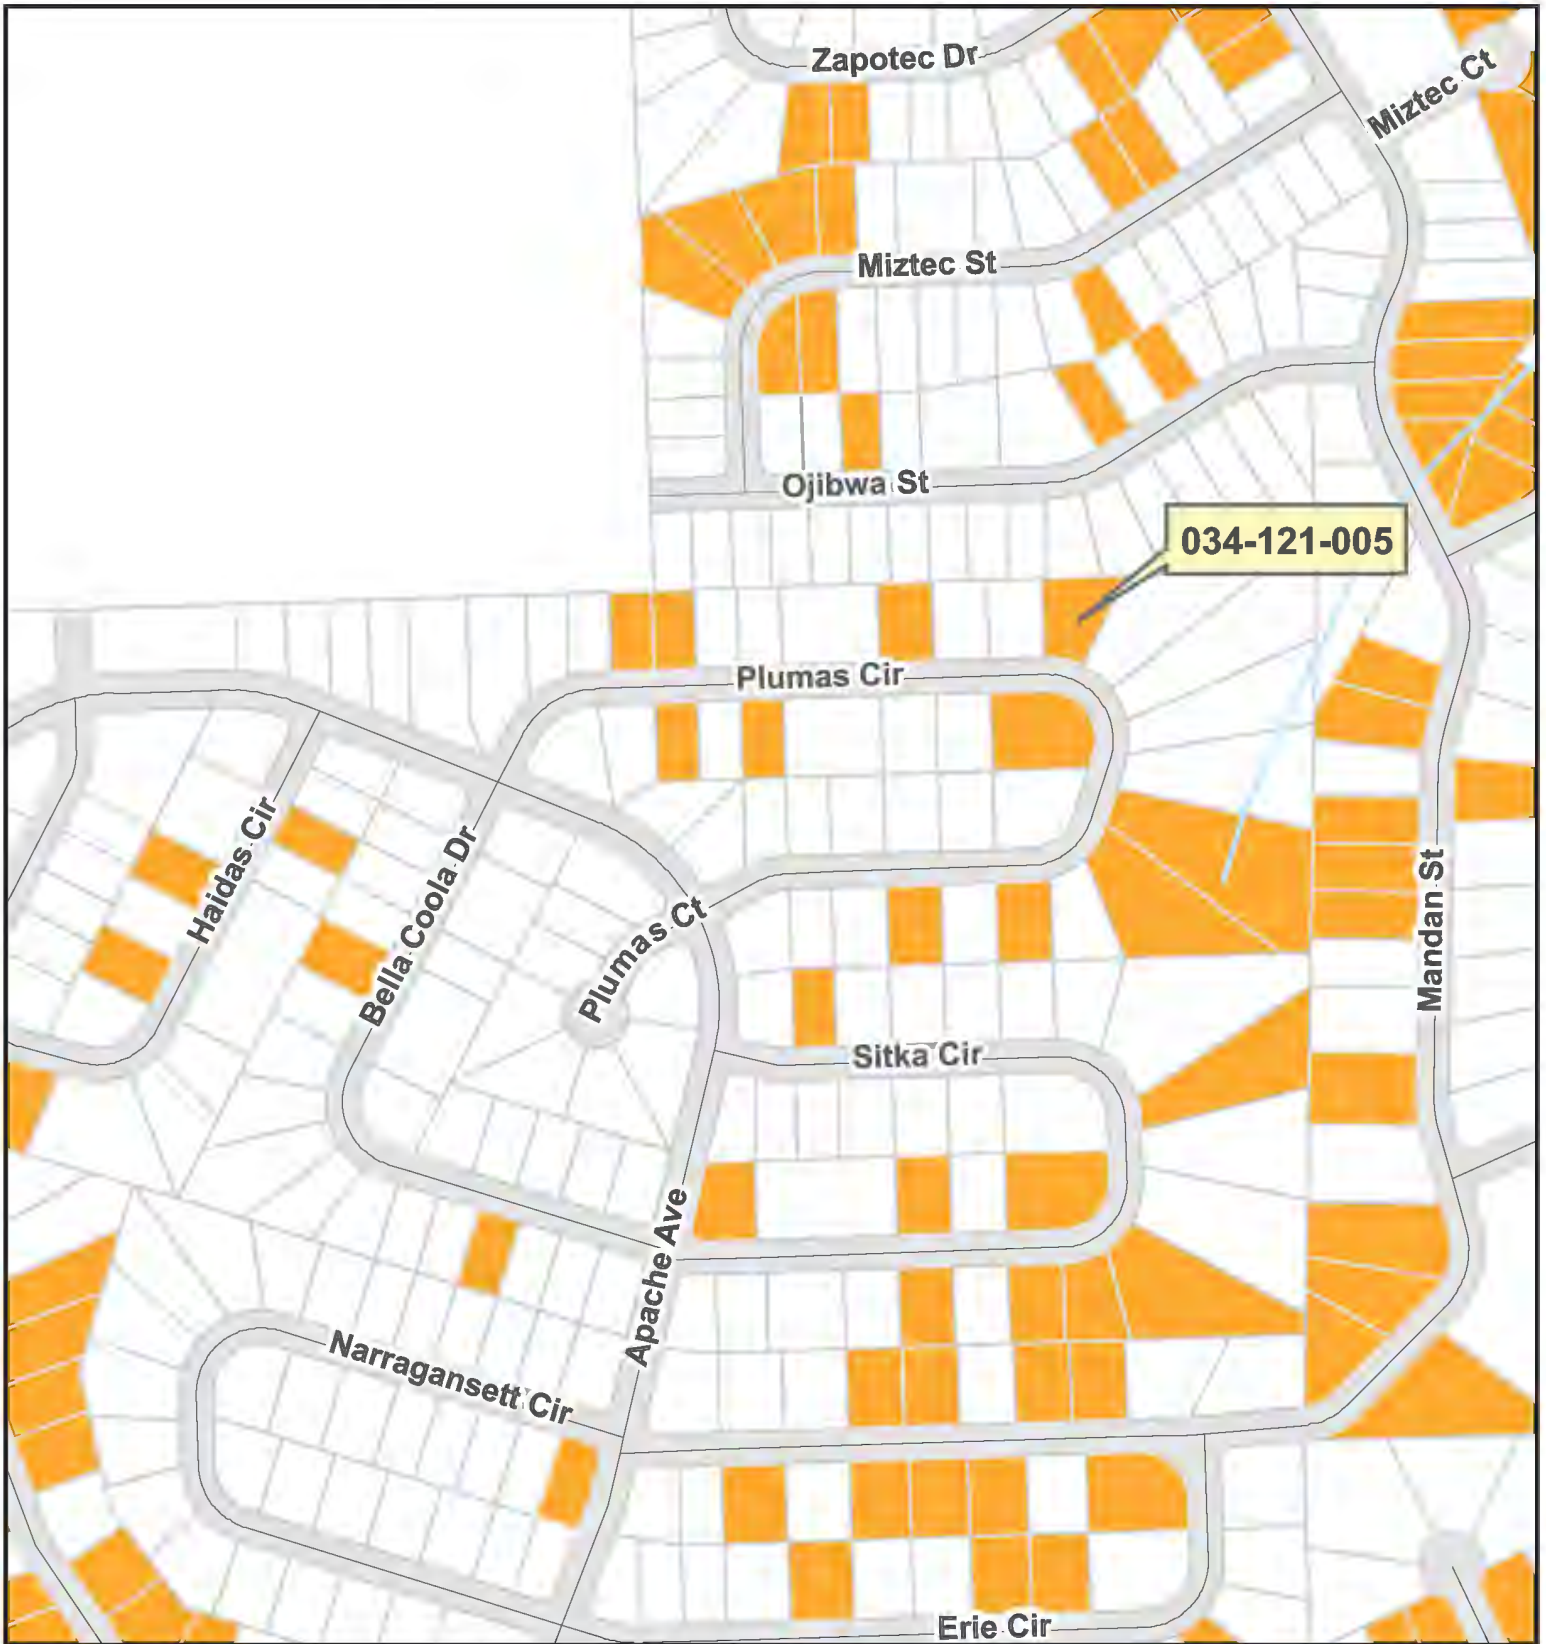 Zapotec Dr
Miztec Ct
Miztec St
Ojibwa St
034-121-005
Plumas Cir
Haidas Cir
Bella Coola Dr
Plumas Ct
Mandan St
Sitka Cir
Apache Ave
Narragansett Cir
Erie Cir